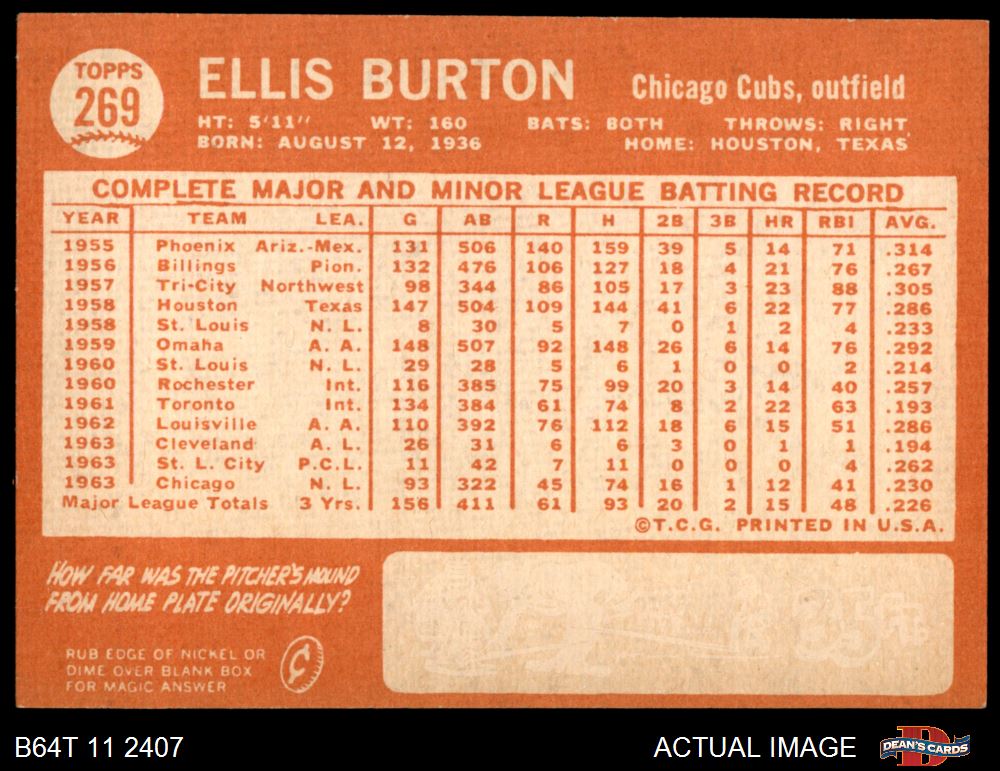 TOPPS
269
ELLIS BURTON
Chicago Cubs, outfield
HT: 5'11" WT: 160 BATS: BOTH THROWS: RIGHT
BORN: AUGUST 12, 1936 HOME: HOUSTON, TEXAS
COMPLETE MAJOR AND MINOR LEAGUE BATTING RECORD
YEAR TEAM LEA. G AB R H 2B 3B HR RBI AVG.
1955 Phoenix Ariz.-Mex. 131 506 140 159 39 5 14 71 .314
1956 Billings Pion. 132 476 106 127 18 4 21 76 .267
1957 Tri-City Northwest 98 344 86 105 17 3 23 88 .305
1958 Houston Texas 147 504 109 144 41 6 22 77 .286
1958 St. Louis N. L. 8 30 5 7 0 1 2 4 .233
1959 Omaha A. A. 148 507 92 148 26 6 14 76 .292
1960 St. Louis N. L. 29 28 5 6 1 0 0 2 .214
1960 Rochester Int. 116 385 75 99 20 3 14 40 .257
1961 Toronto Int. 134 384 61 74 8 2 22 63 .193
1962 Louisville A. A. 110 392 76 112 18 6 15 51 .286
1963 Cleveland A. L. 26 31 6 6 3 0 1 1 .194
1963 St. L. City P.C.L. 11 42 7 11 0 0 0 4 .262
1963 Chicago N. L. 93 322 45 74 16 1 12 41 .230
Major League Totals 3 Yrs. 156 411 61 93 20 2 15 48 .226
©T.C.G. PRINTED IN U.S.A.
HOW FAR WAS THE PITCHER'S MOUND
FROM HOME PLATE ORIGINALLY?
RUB EDGE OF NICKEL OR
DIME OVER BLANK BOX
FOR MAGIC ANSWER
B64T 11 2407
ACTUAL IMAGE
DEAN'S CARDS